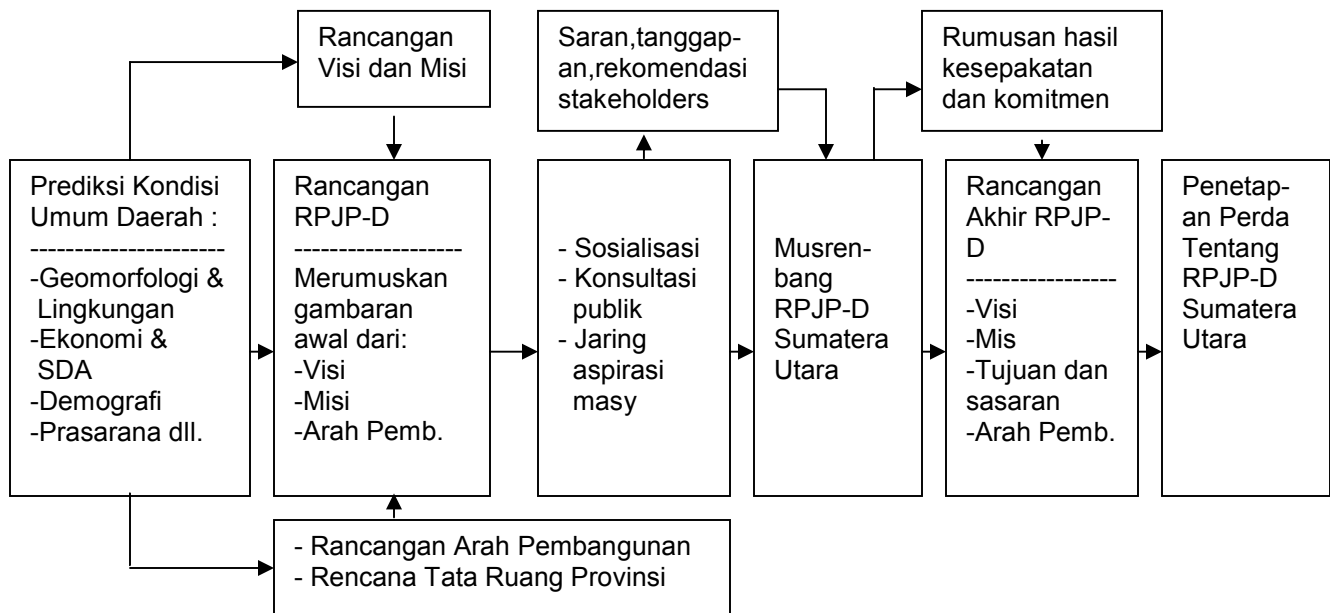 Rancangan
Visi dan Misi
Saran,tanggap-
an,rekomendasi
stakeholders
Rumusan hasil
kesepakatan
dan komitmen
Prediksi Kondisi
Umum Daerah :
----------------------
-Geomorfologi &
Lingkungan
-Ekonomi &
SDA
-Demografi
-Prasarana dll.
Rancangan
RPJP-D
-------------------
Merumuskan
gambaran
awal dari:
-Visi
-Misi
-Arah Pemb.
- Sosialisasi
- Konsultasi
publik
- Jaring
aspirasi
masy
Musren-
bang
RPJP-D
Sumatera
Utara
Rancangan
Akhir RPJP-
D
-----------------
-Visi
-Mis
-Tujuan dan
sasaran
-Arah Pemb.
Penetap-
an Perda
Tentang
RPJP-D
Sumatera
Utara
- Rancangan Arah Pembangunan
- Rencana Tata Ruang Provinsi